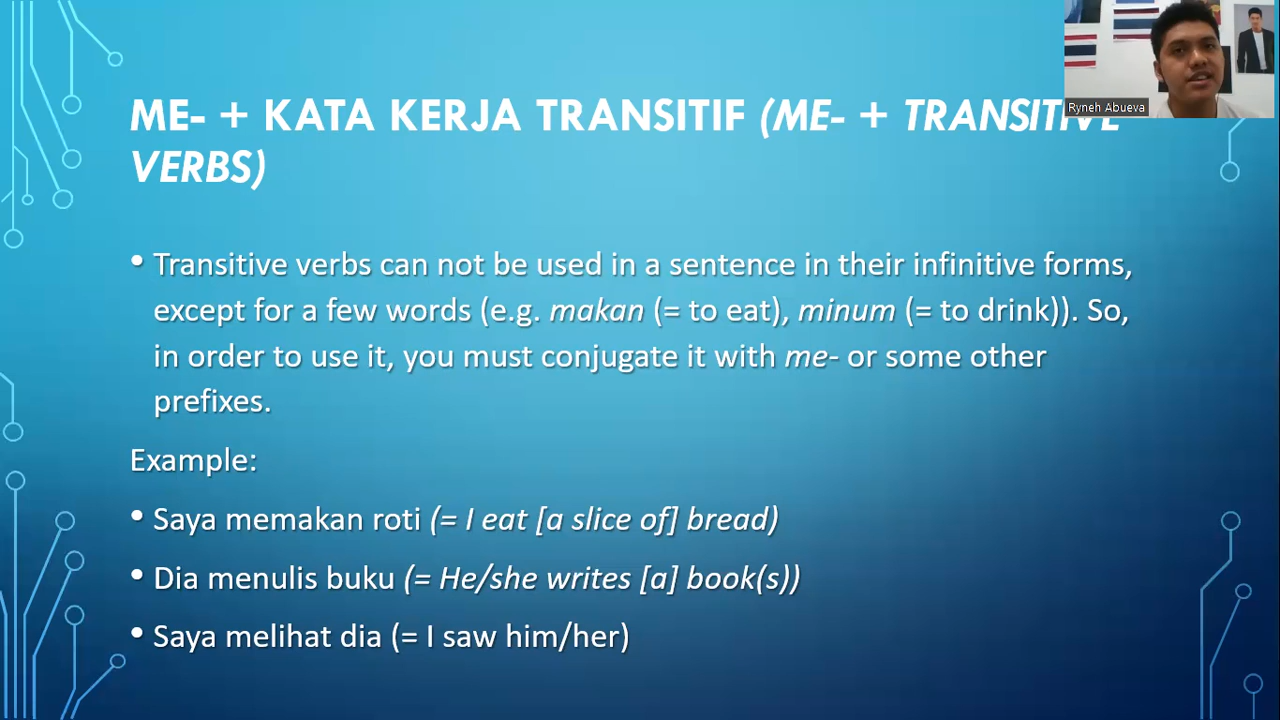 ME- + KATA KERJA TRANSITIF (ME- + TRANSITIVE
VERBS)
Ryneh Abueva
• Transitive verbs can not be used in a sentence in their infinitive forms,
except for a few words (e.g. makan (= to eat), minum (= to drink)). So,
in order to use it, you must conjugate it with me- or some other
prefixes.
Example:
• Saya memakan roti (= I eat [a slice of] bread)
• Dia menulis buku (= He/she writes [a] book(s))
• Saya melihat dia (= I saw him/her)